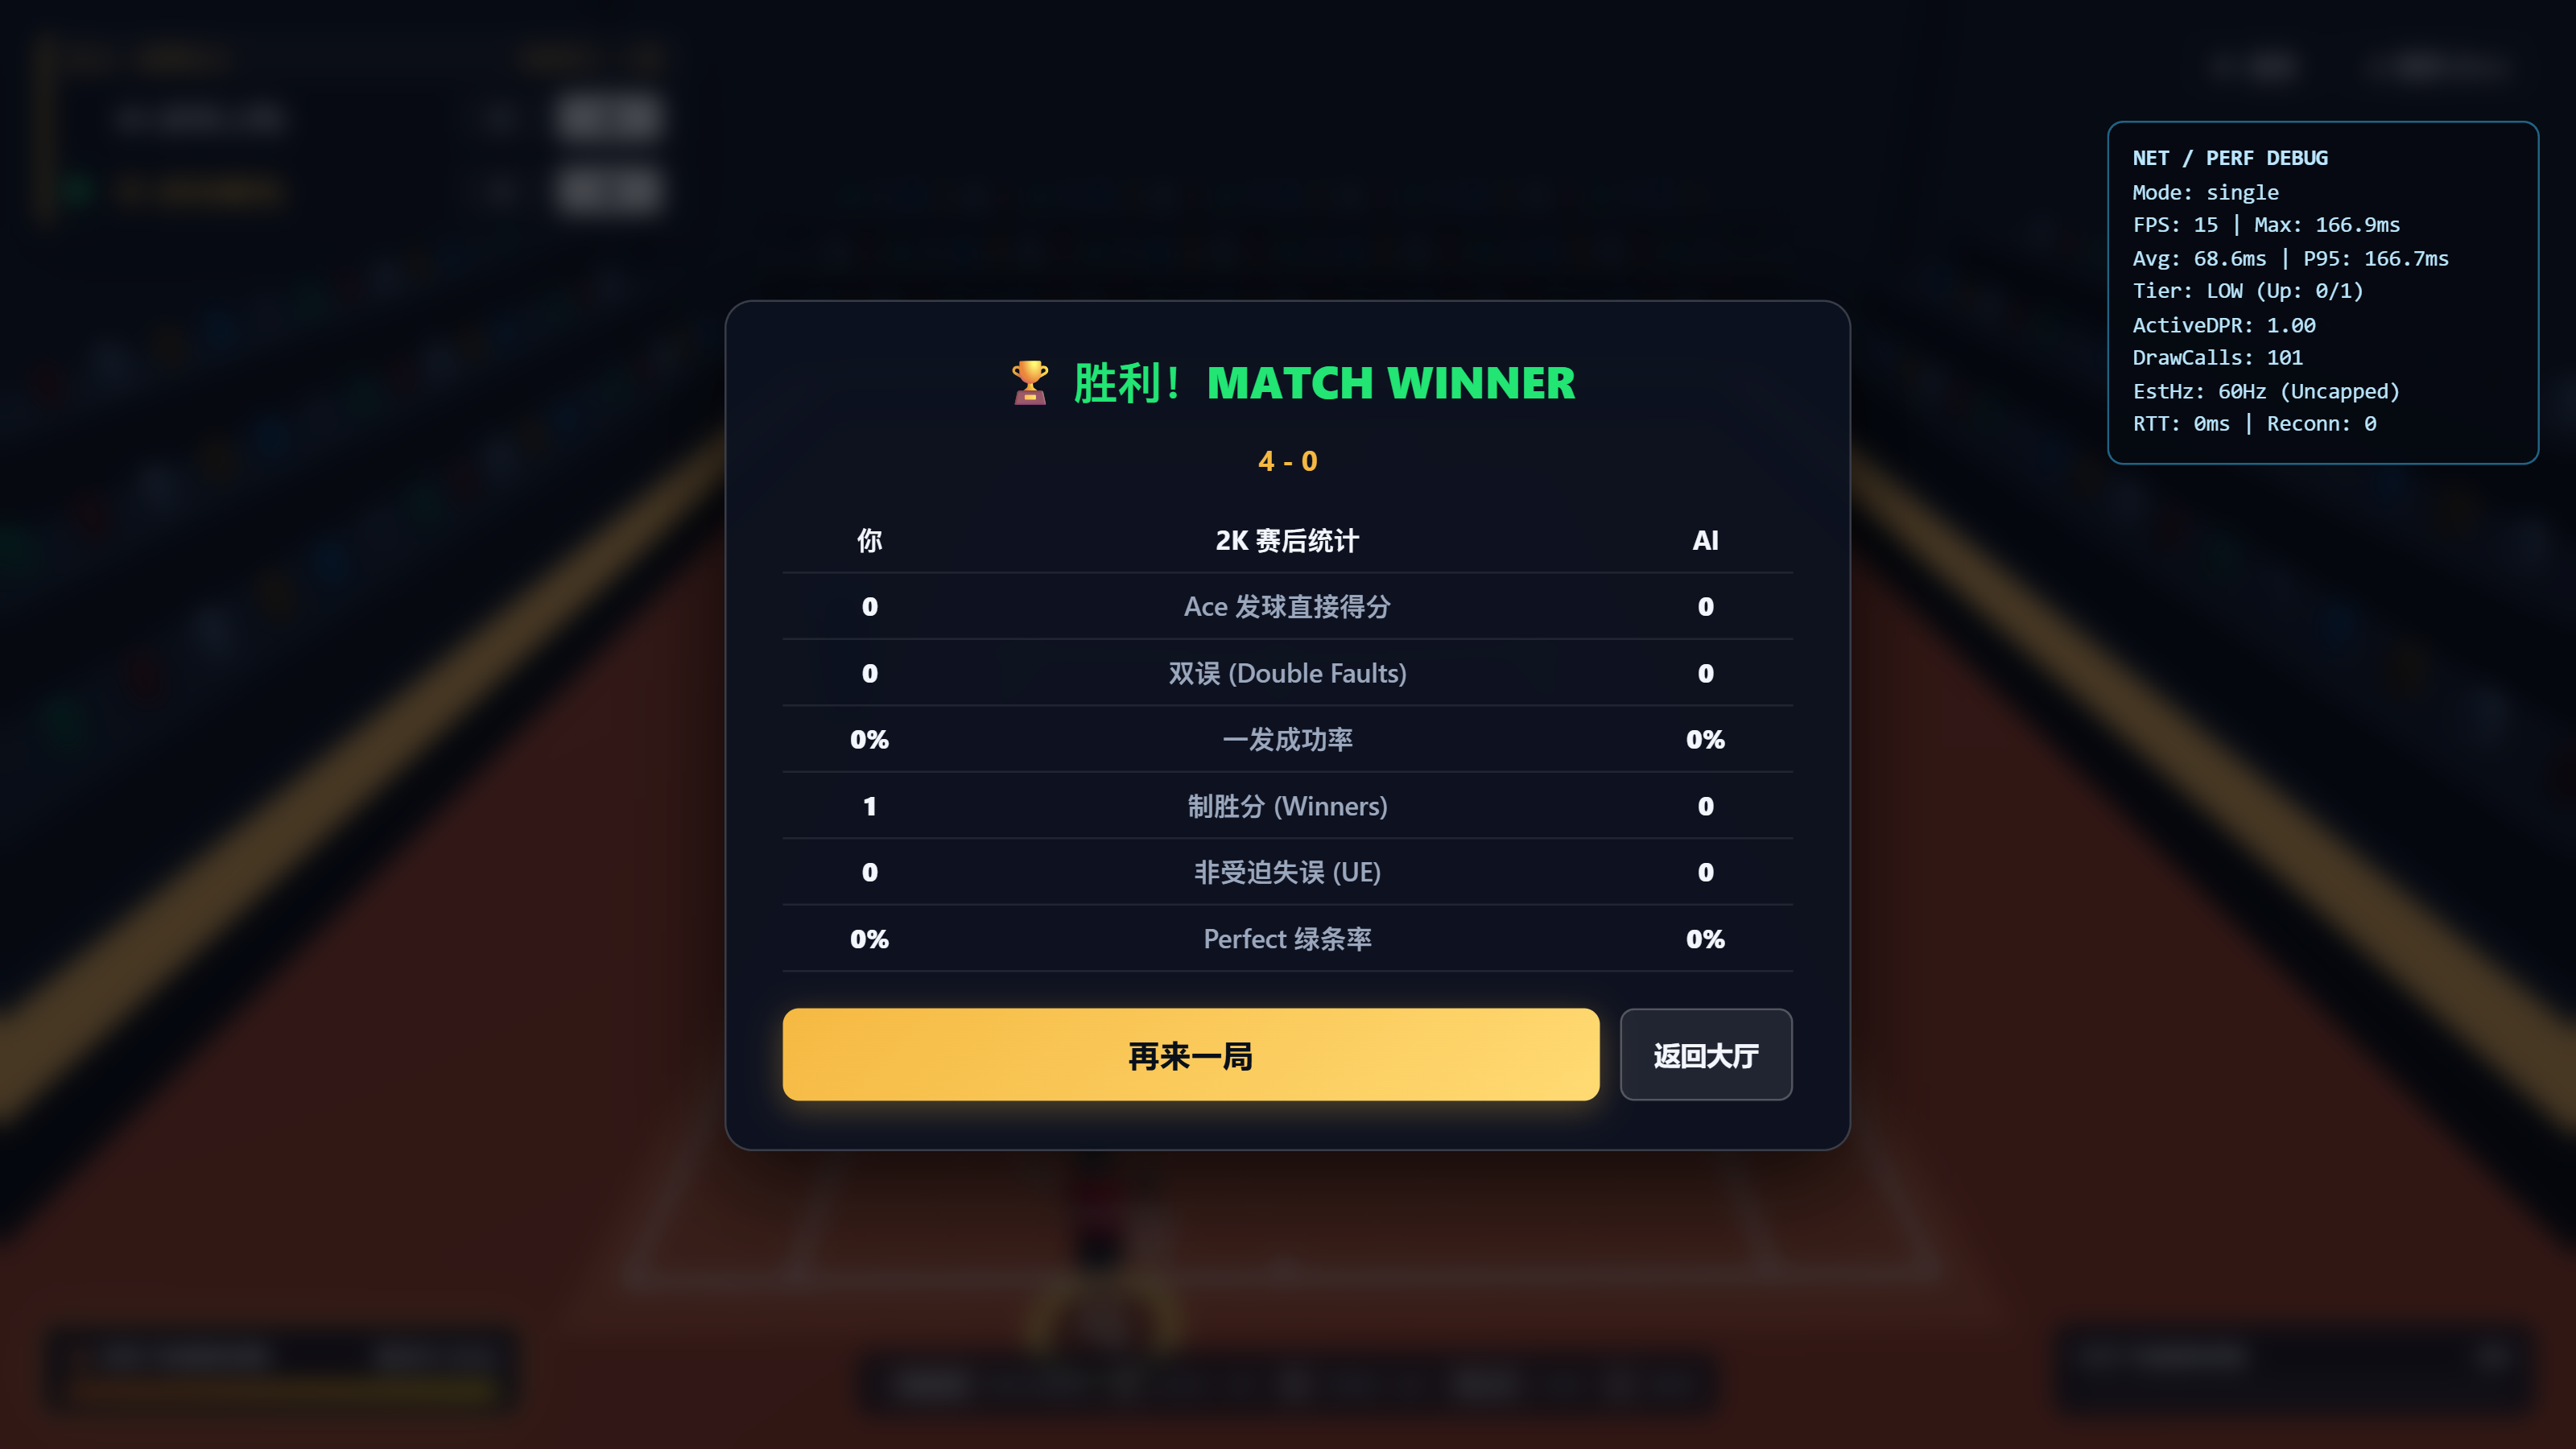 🏆 胜利！MATCH WINNER
4 - 0
你 2K 赛后统计 AI
0 Ace 发球直接得分 0
0 双误 (Double Faults) 0
0% 一发成功率 0%
1 制胜分 (Winners) 0
0 非受迫失误 (UE) 0
0% Perfect 绿条率 0%
再来一局 返回大厅
NET / PERF DEBUG
Mode: single
FPS: 15 | Max: 166.9ms
Avg: 68.6ms | P95: 166.7ms
Tier: LOW (Up: 0/1)
ActiveDPR: 1.00
DrawCalls: 101
EstHz: 60Hz (Uncapped)
RTT: 0ms | Reconn: 0